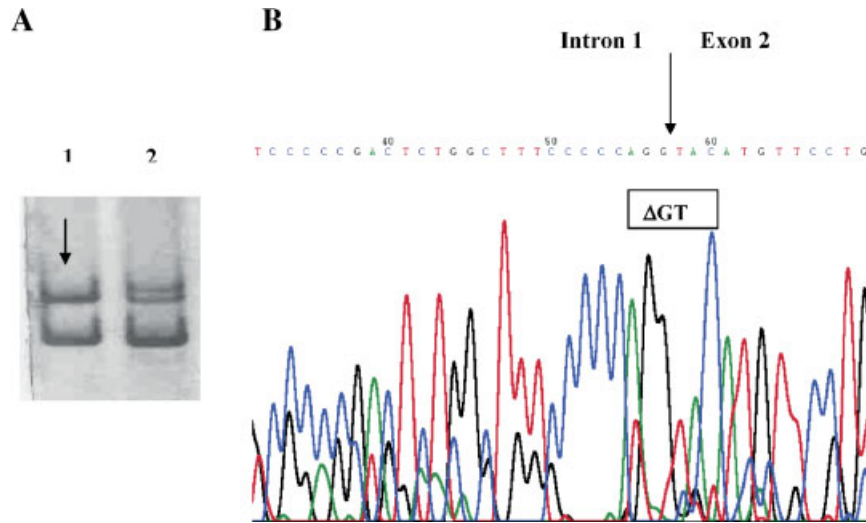 A
B
Intron 1 Exon 2
1 2
40 50 60
T C C C C C G A C T C T G G C T T T C C C C C A G G T A C A T G T T C C T G
ΔGT